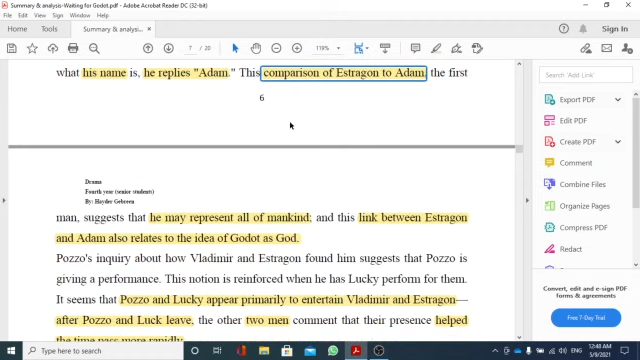 Summary & analysis-Waiting for Godot.pdf - Adobe Acrobat Reader DC (32-bit)
File Edit View Sign Window Help
Home Tools Summary & analysis... × Sign In
7 / 20 119%
what his name is, he replies "Adam." This comparison of Estragon to Adam, the first
6
Drama
Fourth year (senior students)
By: Hayder Gebreen
man, suggests that he may represent all of mankind; and this link between Estragon
and Adam also relates to the idea of Godot as God.
Pozzo's inquiry about how Vladimir and Estragon found him suggests that Pozzo is
giving a performance. This notion is reinforced when he has Lucky perform for them.
It seems that Pozzo and Lucky appear primarily to entertain Vladimir and Estragon—
after Pozzo and Luck leave, the other two men comment that their presence helped
the time pass more rapidly.
Search 'Add Link'
Export PDF
Edit PDF
Create PDF
Comment
Combine Files
Organize Pages
Compress PDF
Redact
Convert, edit and e-sign PDF
forms & agreements
Free 7-Day Trial
Type here to search
ENG
12:48 AM
5/9/2021